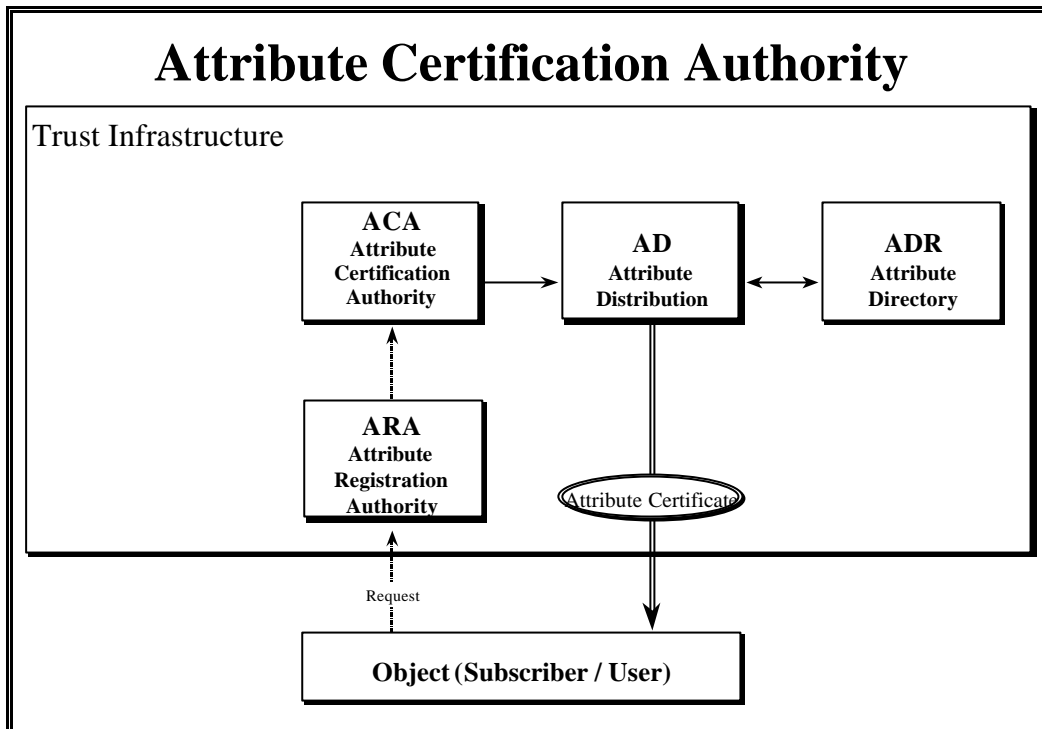 Attribute Certification Authority
Trust Infrastructure
ACA
Attribute
Certification
Authority
AD
Attribute
Distribution
ADR
Attribute
Directory
ARA
Attribute
Registration
Authority
Attribute Certificate
Request
Object (Subscriber / User)